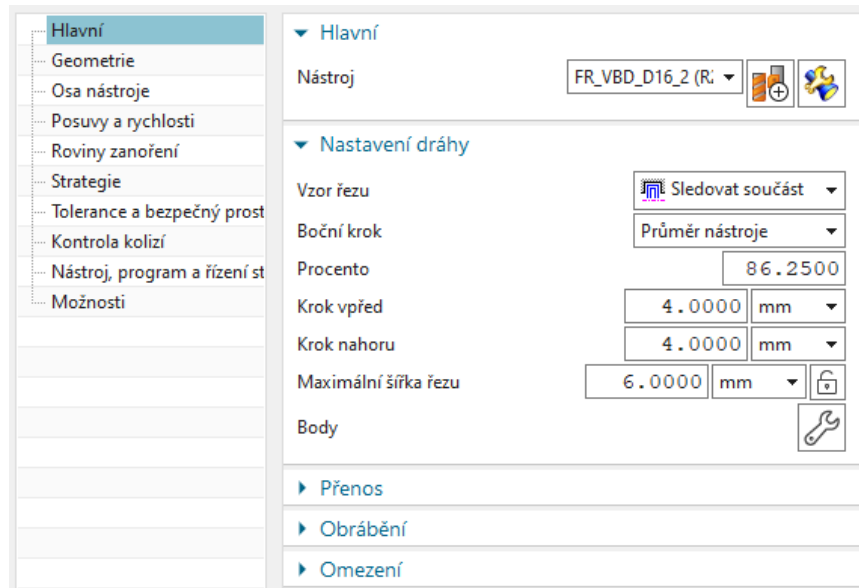 Hlavní
Geometrie
Osa nástroje
Posuvy a rychlosti
Roviny zanoření
Strategie
Tolerance a bezpečný prost
Kontrola kolizí
Nástroj, program a řízení st
Možnosti
Hlavní
Nástroj FR_VBD_D16_2 (R
Nastavení dráhy
Vzor řezu Sledovat součást
Boční krok Průměr nástroje
Procento 86.2500
Krok vpřed 4.0000 mm
Krok nahoru 4.0000 mm
Maximální šířka řezu 6.0000 mm
Body
Přenos
Obrábění
Omezení